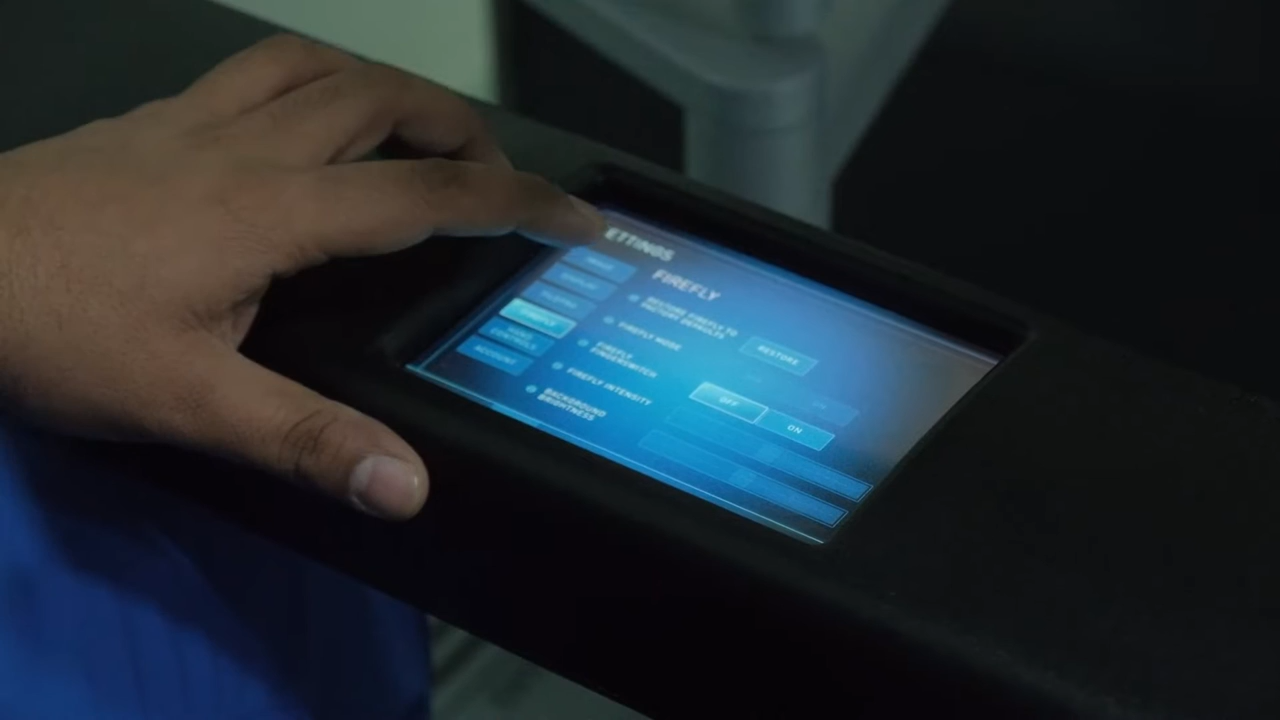 ETTINGS
FIREFLY
RESTORE FIREFLY TO
FACTORY DEFAULTS
RESTORE
FIREFLY MODE
FIREFLY
FINGERSWITCH
OFF
ON
FIREFLY INTENSITY
BACKGROUND
BRIGHTNESS
ACCOUNT